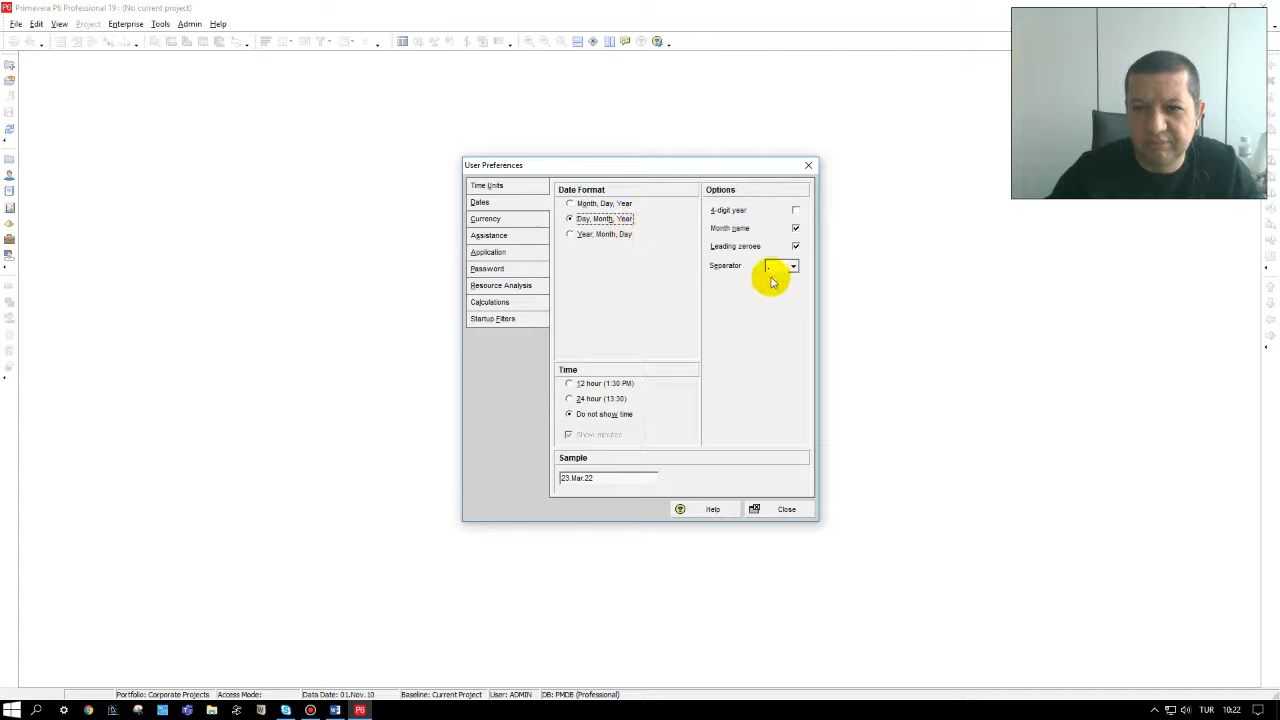 Primavera P6 Professional 19 : (No current project)
File Edit View Project Enterprise Tools Admin Help
User Preferences
Time Units
Dates
Currency
Assistance
Application
Password
Resource Analysis
Calculations
Startup Filters
Date Format
Month, Day, Year
Day, Month, Year
Year, Month, Day
Options
4-digit year
Month name
Leading zeroes
Separator .
Time
12 hour (1:30 PM)
24 hour (13:30)
Do not show time
Show minutes
Sample
23.Mar.22
Help Close
Portfolio: Corporate Projects Access Mode: Data Date: 01.Nov.10 Baseline: Current Project User: ADMIN DB: PMDB (Professional)
P6 TUR 10:22